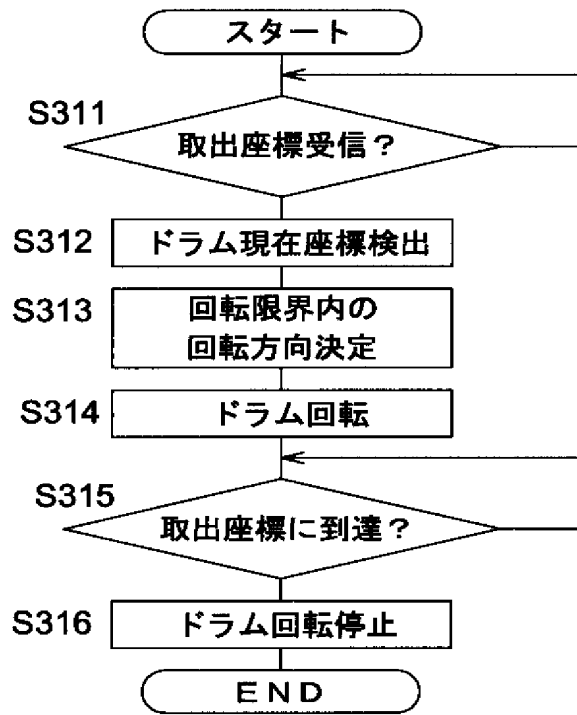 スタート
S311
取出座標受信？
S312
ドラム現在座標検出
S313
回転限界内の
回転方向決定
S314
ドラム回転
S315
取出座標に到達？
S316
ドラム回転停止
END